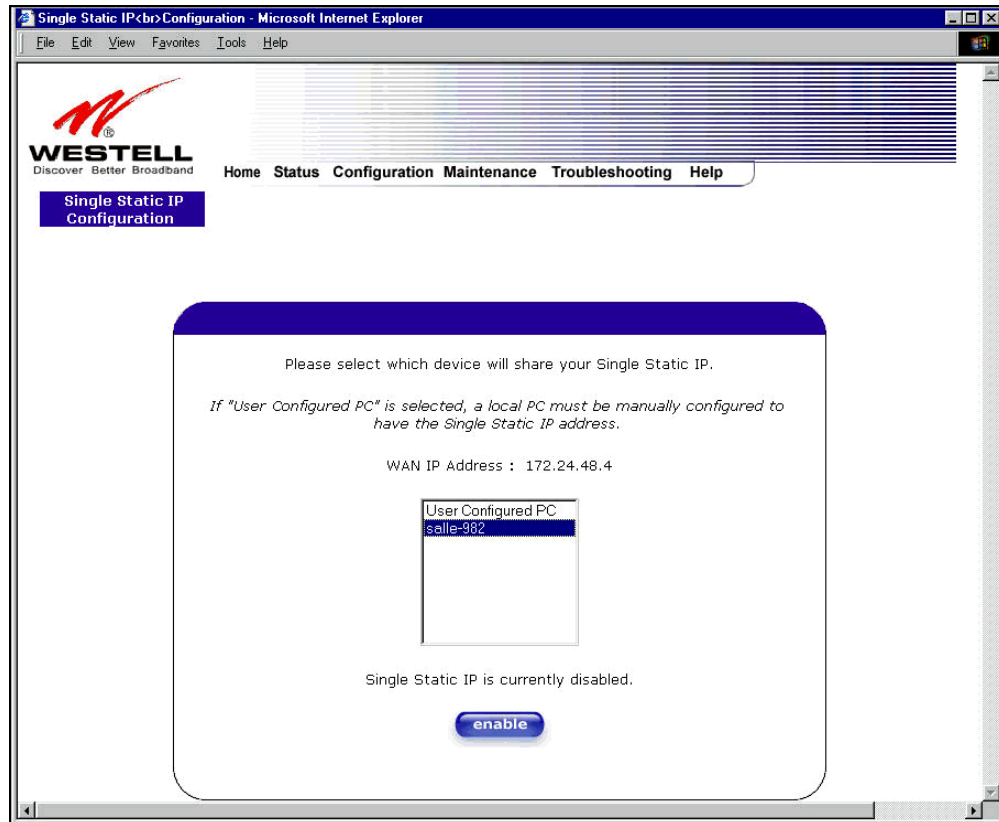 Single Static IP<br>Configuration - Microsoft Internet Explorer
File Edit View Favorites Tools Help
WESTELL
®
Discover Better Broadband
Home Status Configuration Maintenance Troubleshooting Help
Single Static IP
Configuration
Please select which device will share your Single Static IP.
If "User Configured PC" is selected, a local PC must be manually configured to
have the Single Static IP address.
WAN IP Address : 172.24.48.4
User Configured PC
salle-982
Single Static IP is currently disabled.
enable